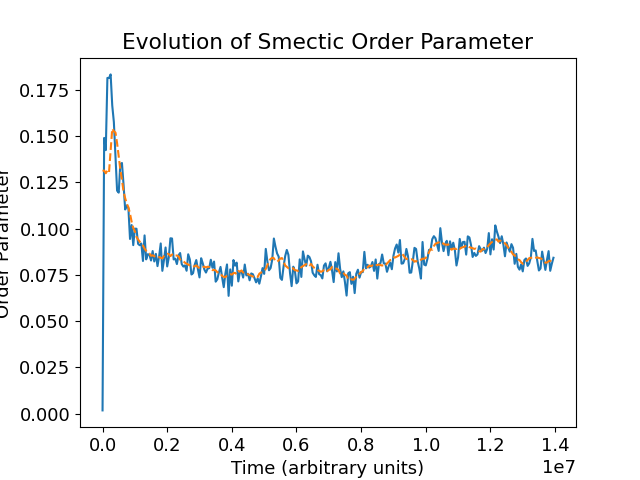 Evolution of Smectic Order Parameter
0.175
0.150
0.125
0.100
0.075
0.050
0.025
0.000
Order Parameter
0.0 0.2 0.4 0.6 0.8 1.0 1.2 1.4
1e7
Time (arbitrary units)